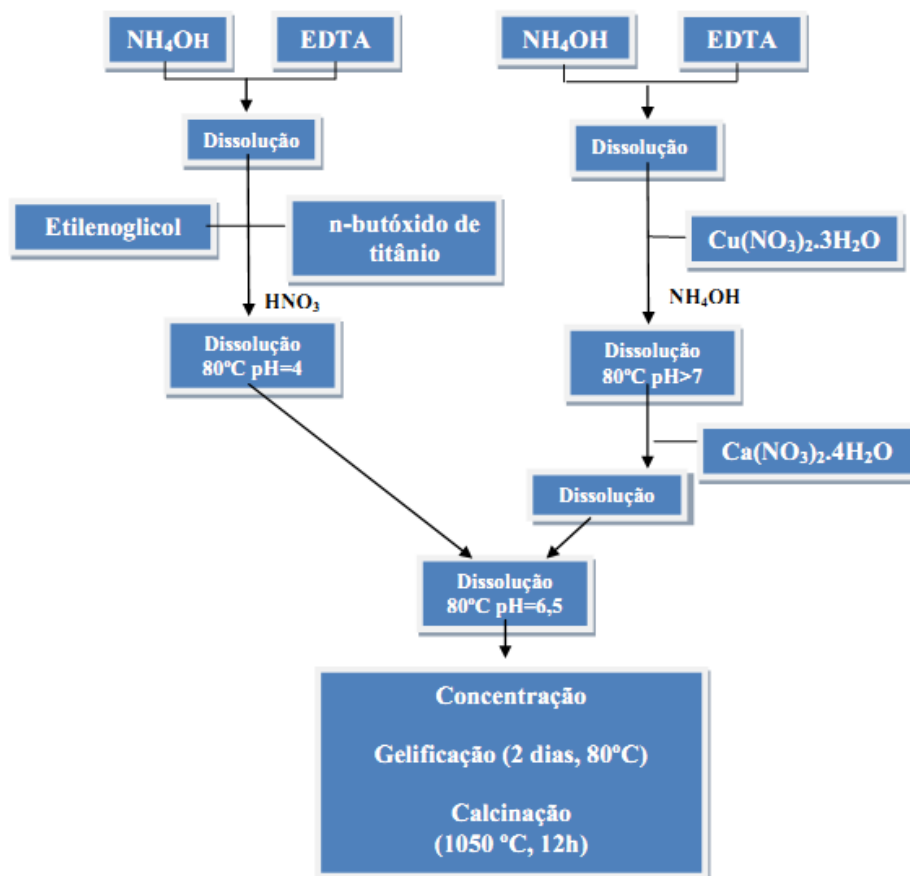 NH₄OH
EDTA
NH₄OH
EDTA
Dissolução
Dissolução
Etilenoglicol
n-butóxido de
titânio
Cu(NO₃)₂.3H₂O
HNO₃
NH₄OH
Dissolução
80ºC pH=4
Dissolução
80ºC pH>7
Ca(NO₃)₂.4H₂O
Dissolução
Dissolução
80ºC pH=6,5
Concentração
Gelificação (2 dias, 80ºC)
Calcinação
(1050 ºC, 12h)